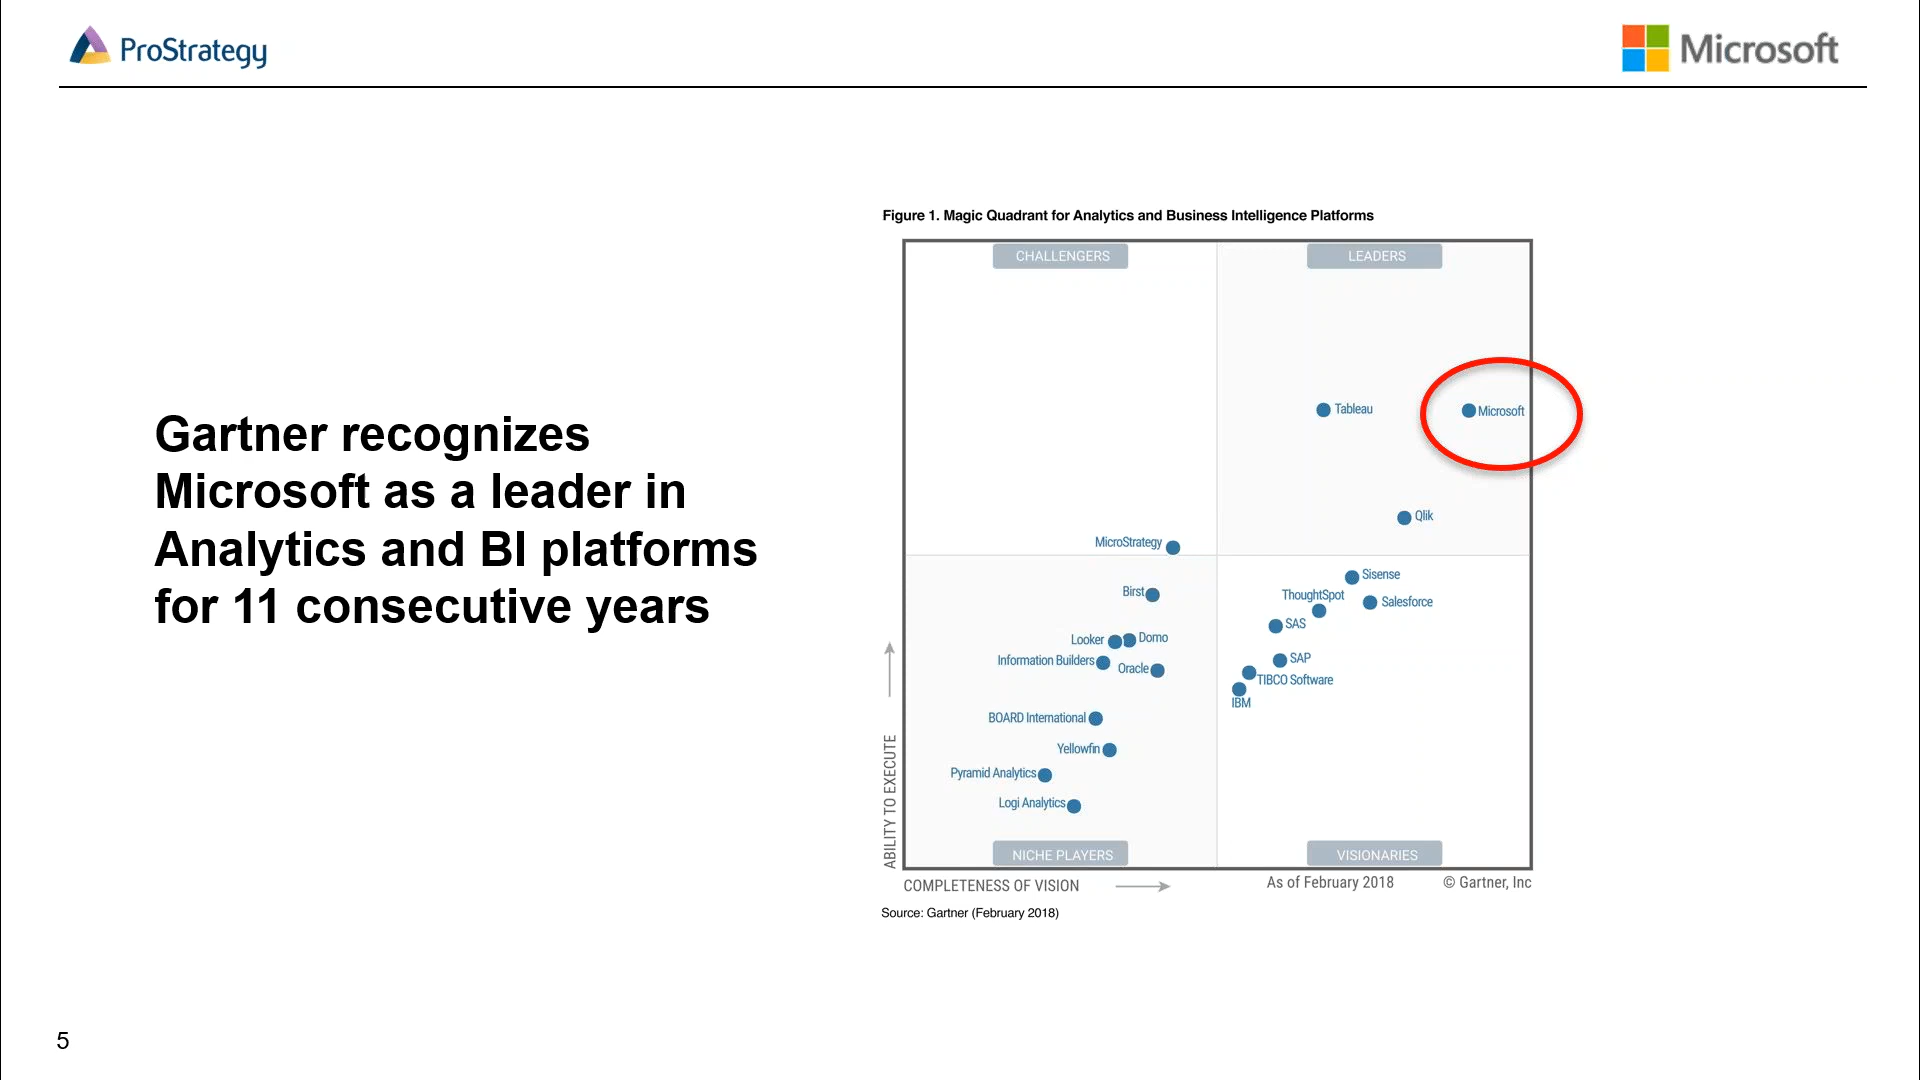 ProStrategy
Microsoft
Gartner recognizes
Microsoft as a leader in
Analytics and BI platforms
for 11 consecutive years
Figure 1. Magic Quadrant for Analytics and Business Intelligence Platforms
CHALLENGERS
LEADERS
Tableau
Microsoft
Qlik
MicroStrategy
Sisense
Birst
ThoughtSpot
Salesforce
SAS
Looker
Domo
Information Builders
Oracle
SAP
TIBCO Software
IBM
BOARD International
Yellowfin
Pyramid Analytics
Logi Analytics
ABILITY TO EXECUTE
NICHE PLAYERS
VISIONARIES
COMPLETENESS OF VISION
As of February 2018
© Gartner, Inc
Source: Gartner (February 2018)
5